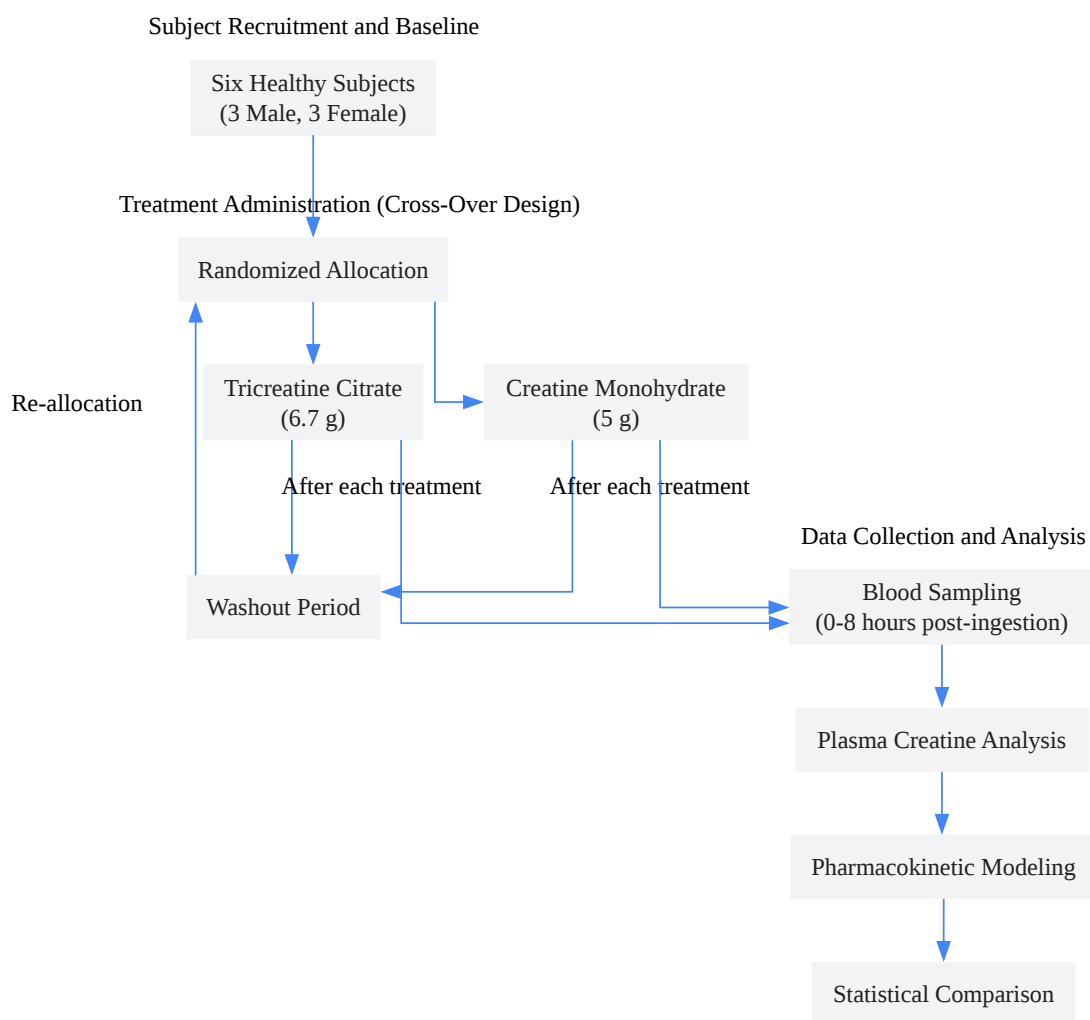 Subject Recruitment and Baseline
Six Healthy Subjects
(3 Male, 3 Female)
Treatment Administration (Cross-Over Design)
Randomized Allocation
Re-allocation
Tricreatine Citrate
(6.7 g)
Creatine Monohydrate
(5 g)
After each treatment
After each treatment
Washout Period
Data Collection and Analysis
Blood Sampling
(0-8 hours post-ingestion)
Plasma Creatine Analysis
Pharmacokinetic Modeling
Statistical Comparison